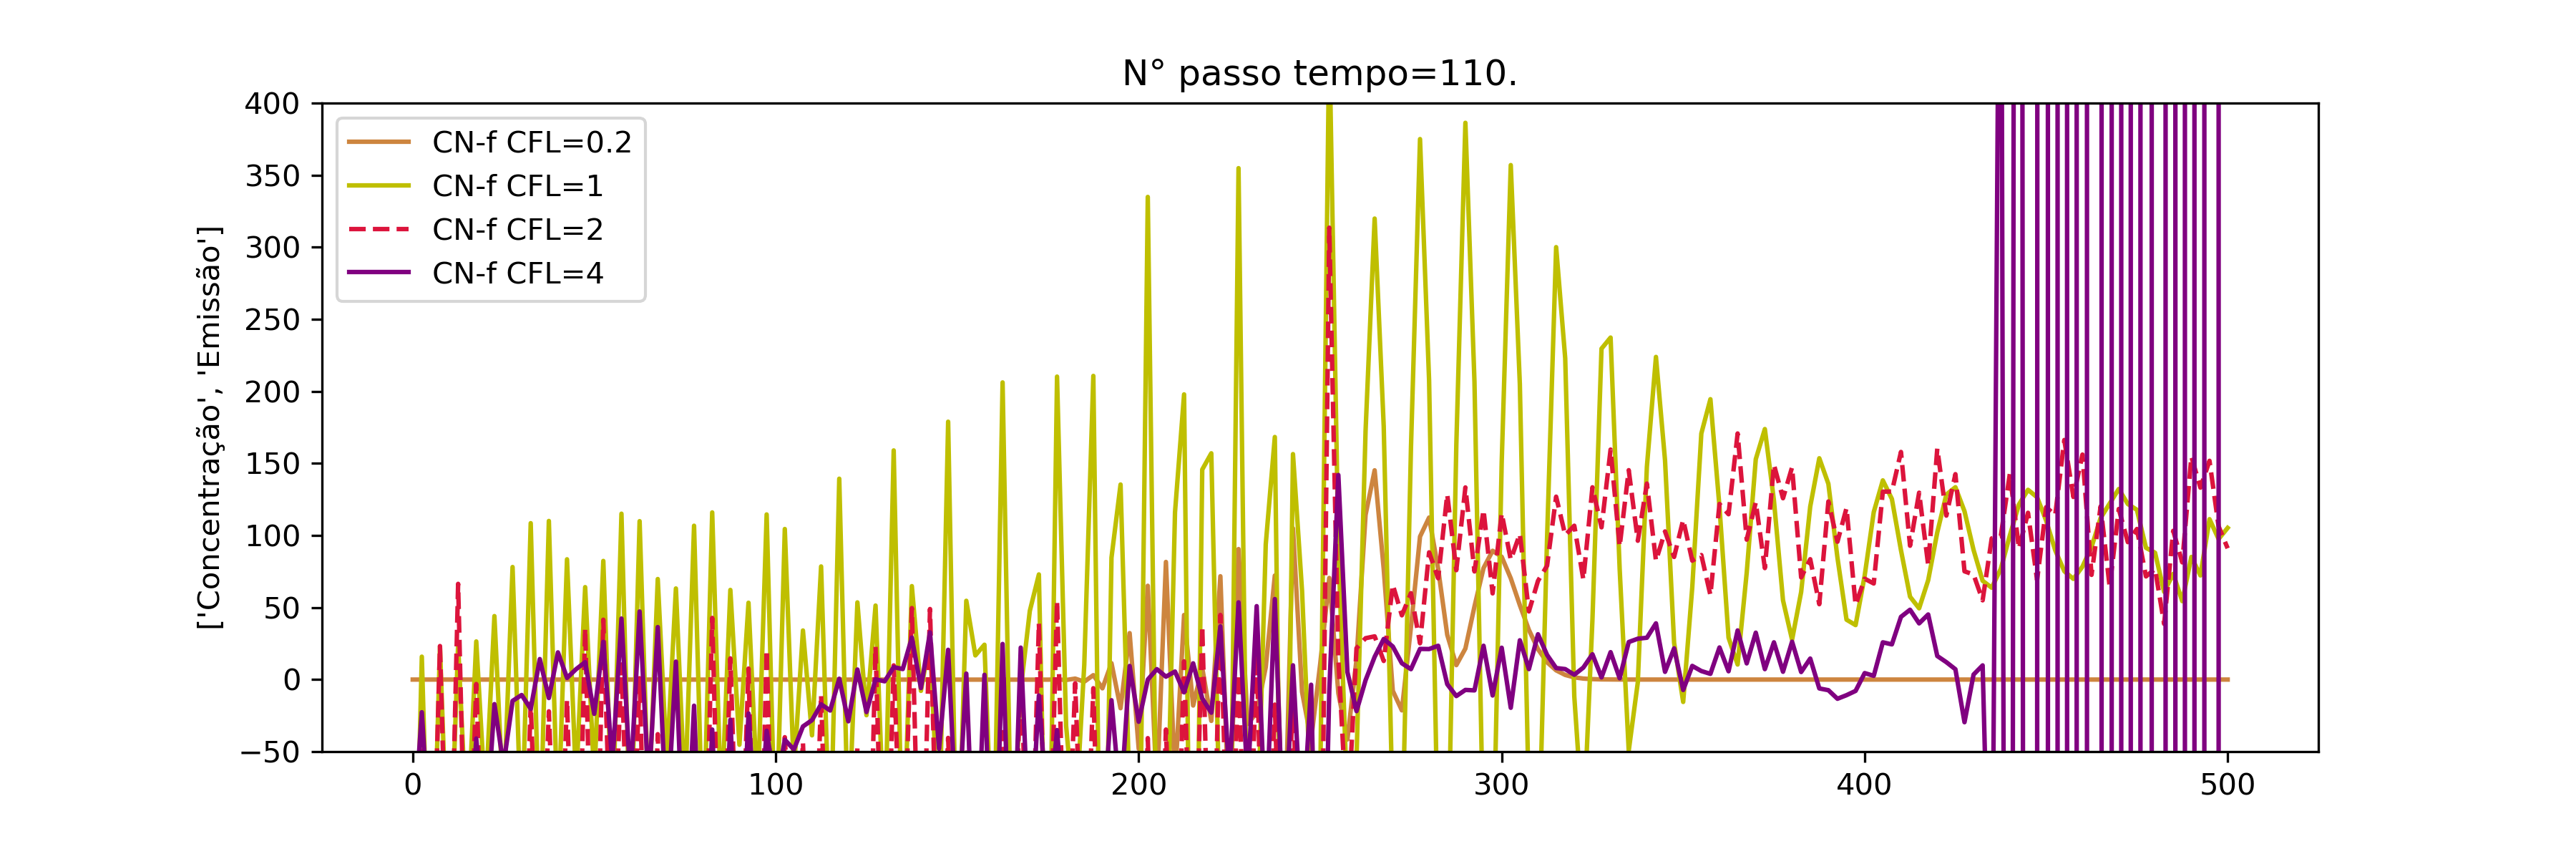 N° passo tempo=110.
400
350
300
250
200
150
100
50
0
−50
['Concentração', 'Emissão']
CN-f CFL=0.2
CN-f CFL=1
CN-f CFL=2
CN-f CFL=4
0 100 200 300 400 500